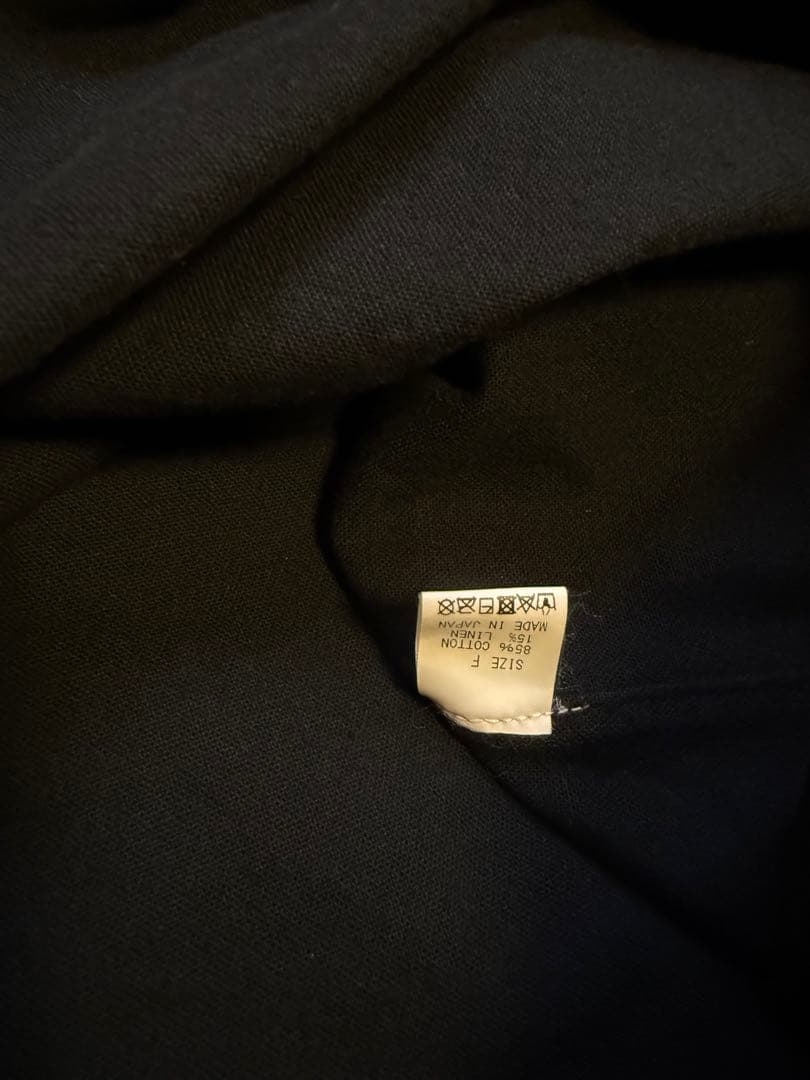 SIZE F
85% COTTON
15% LINEN
MADE IN JAPAN